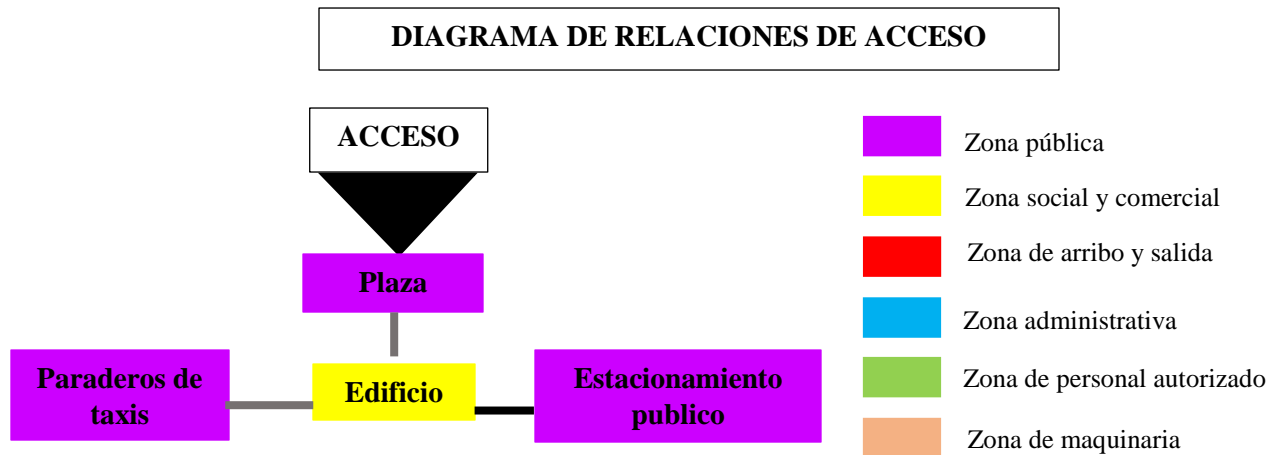 DIAGRAMA DE RELACIONES DE ACCESO
ACCESO
Plaza
Paraderos de
taxis
Edificio
Estacionamiento
publico
Zona pública
Zona social y comercial
Zona de arribo y salida
Zona administrativa
Zona de personal autorizado
Zona de maquinaria